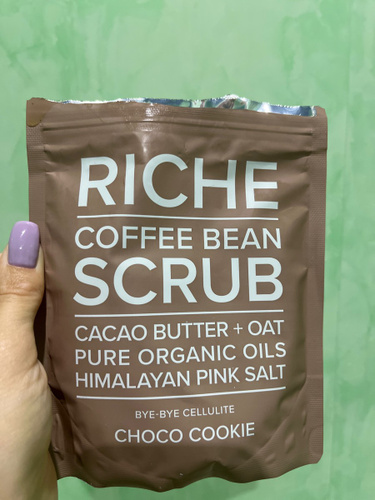 RICHE
COFFEE BEAN
SCRUB
CACAO BUTTER + OAT
PURE ORGANIC OILS
HIMALAYAN PINK SALT
BYE-BYE CELLULITE
CHOCO COOKIE